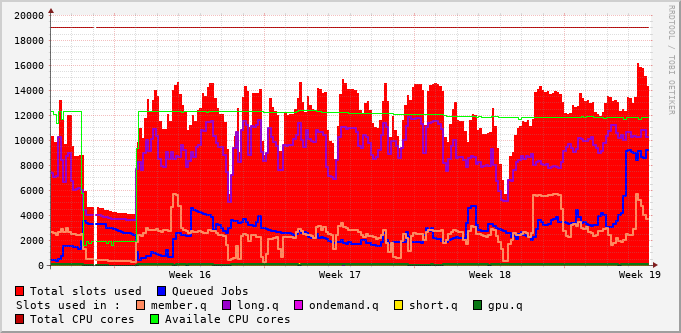 20000
18000
16000
14000
12000
10000
8000
6000
4000
2000
0
Week 16 Week 17 Week 18 Week 19
Total slots used Queued Jobs
Slots used in : member.q long.q ondemand.q short.q gpu.q
Total CPU cores Availale CPU cores
RRDTOOL / TOBI OETIKER